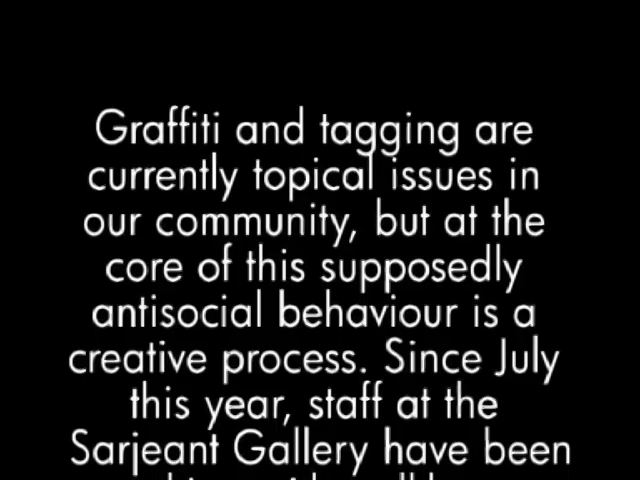 Graffiti and tagging are
currently topical issues in
our community, but at the
core of this supposedly
antisocial behaviour is a
creative process. Since July
this year, staff at the
Sarjeant Gallery have been